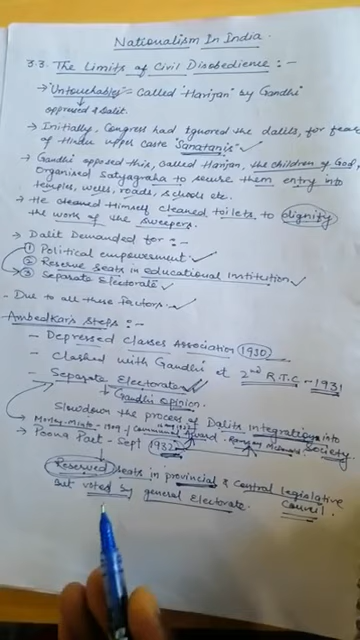 Nationalism In India.
3.3. The Limits of Civil Disobedience :-
→ 'Untouchables' = called 'Harijan' by Gandhi
oppressed & Dalit.
→ Initially, Congress had ignored the dalits, for fear
of Hindu upper caste 'Sanatanis'.
→ Gandhi opposed this, called Harijan, the children of God,
Organised Satyagraha to secure them entry into
temples, wells, roads, schools etc.
→ He cleaned Himself cleaned toilets, to dignify
the work of the sweepers.
→ Dalit Demanded for :-
① Political empowerment
② Reserve seats in educational Institution
③ Separate Electorate
- Due to all these factors.
- Ambedkar's Steps :-
- Depressed Classes Association (1930)
- Clashed with Gandhi at 2nd R.T.C - 1931
- Separate Electorates
Gandhi Opinion.
Slowdown the process of Dalits Integration into
Society.
→ Morley-Minto - 1909 / Communal Award -
→ Poona Pact - Sept 1932
Reserved seats in provincial & central legislative
but voted by general Electorate. Council.